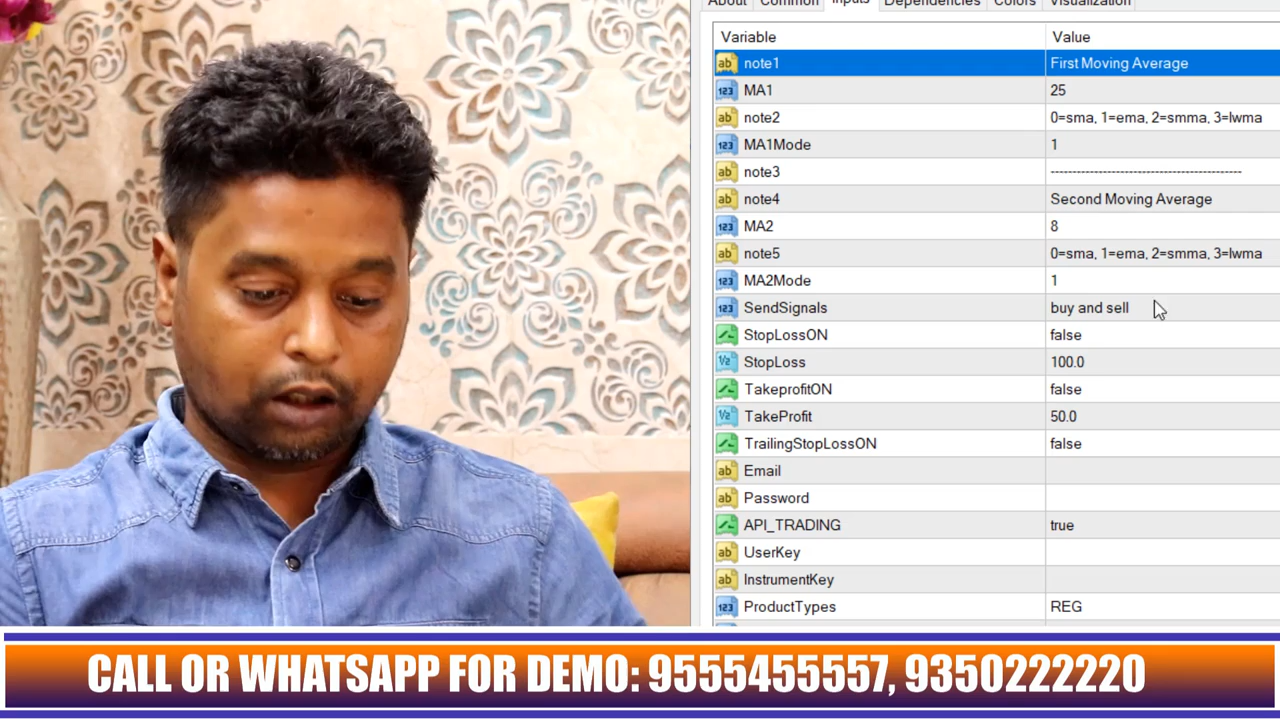 About Common Inputs Dependencies Colors Visualization
Variable Value
note1 First Moving Average
MA1 25
note2 0=sma, 1=ema, 2=smma, 3=lwma
MA1Mode 1
note3 --------------------------------------------
note4 Second Moving Average
MA2 8
note5 0=sma, 1=ema, 2=smma, 3=lwma
MA2Mode 1
SendSignals buy and sell
StopLossON false
StopLoss 100.0
TakeprofitON false
TakeProfit 50.0
TrailingStopLossON false
Email
Password
API_TRADING true
UserKey
InstrumentKey
ProductTypes REG
CALL OR WHATSAPP FOR DEMO: 9555455557, 9350222220